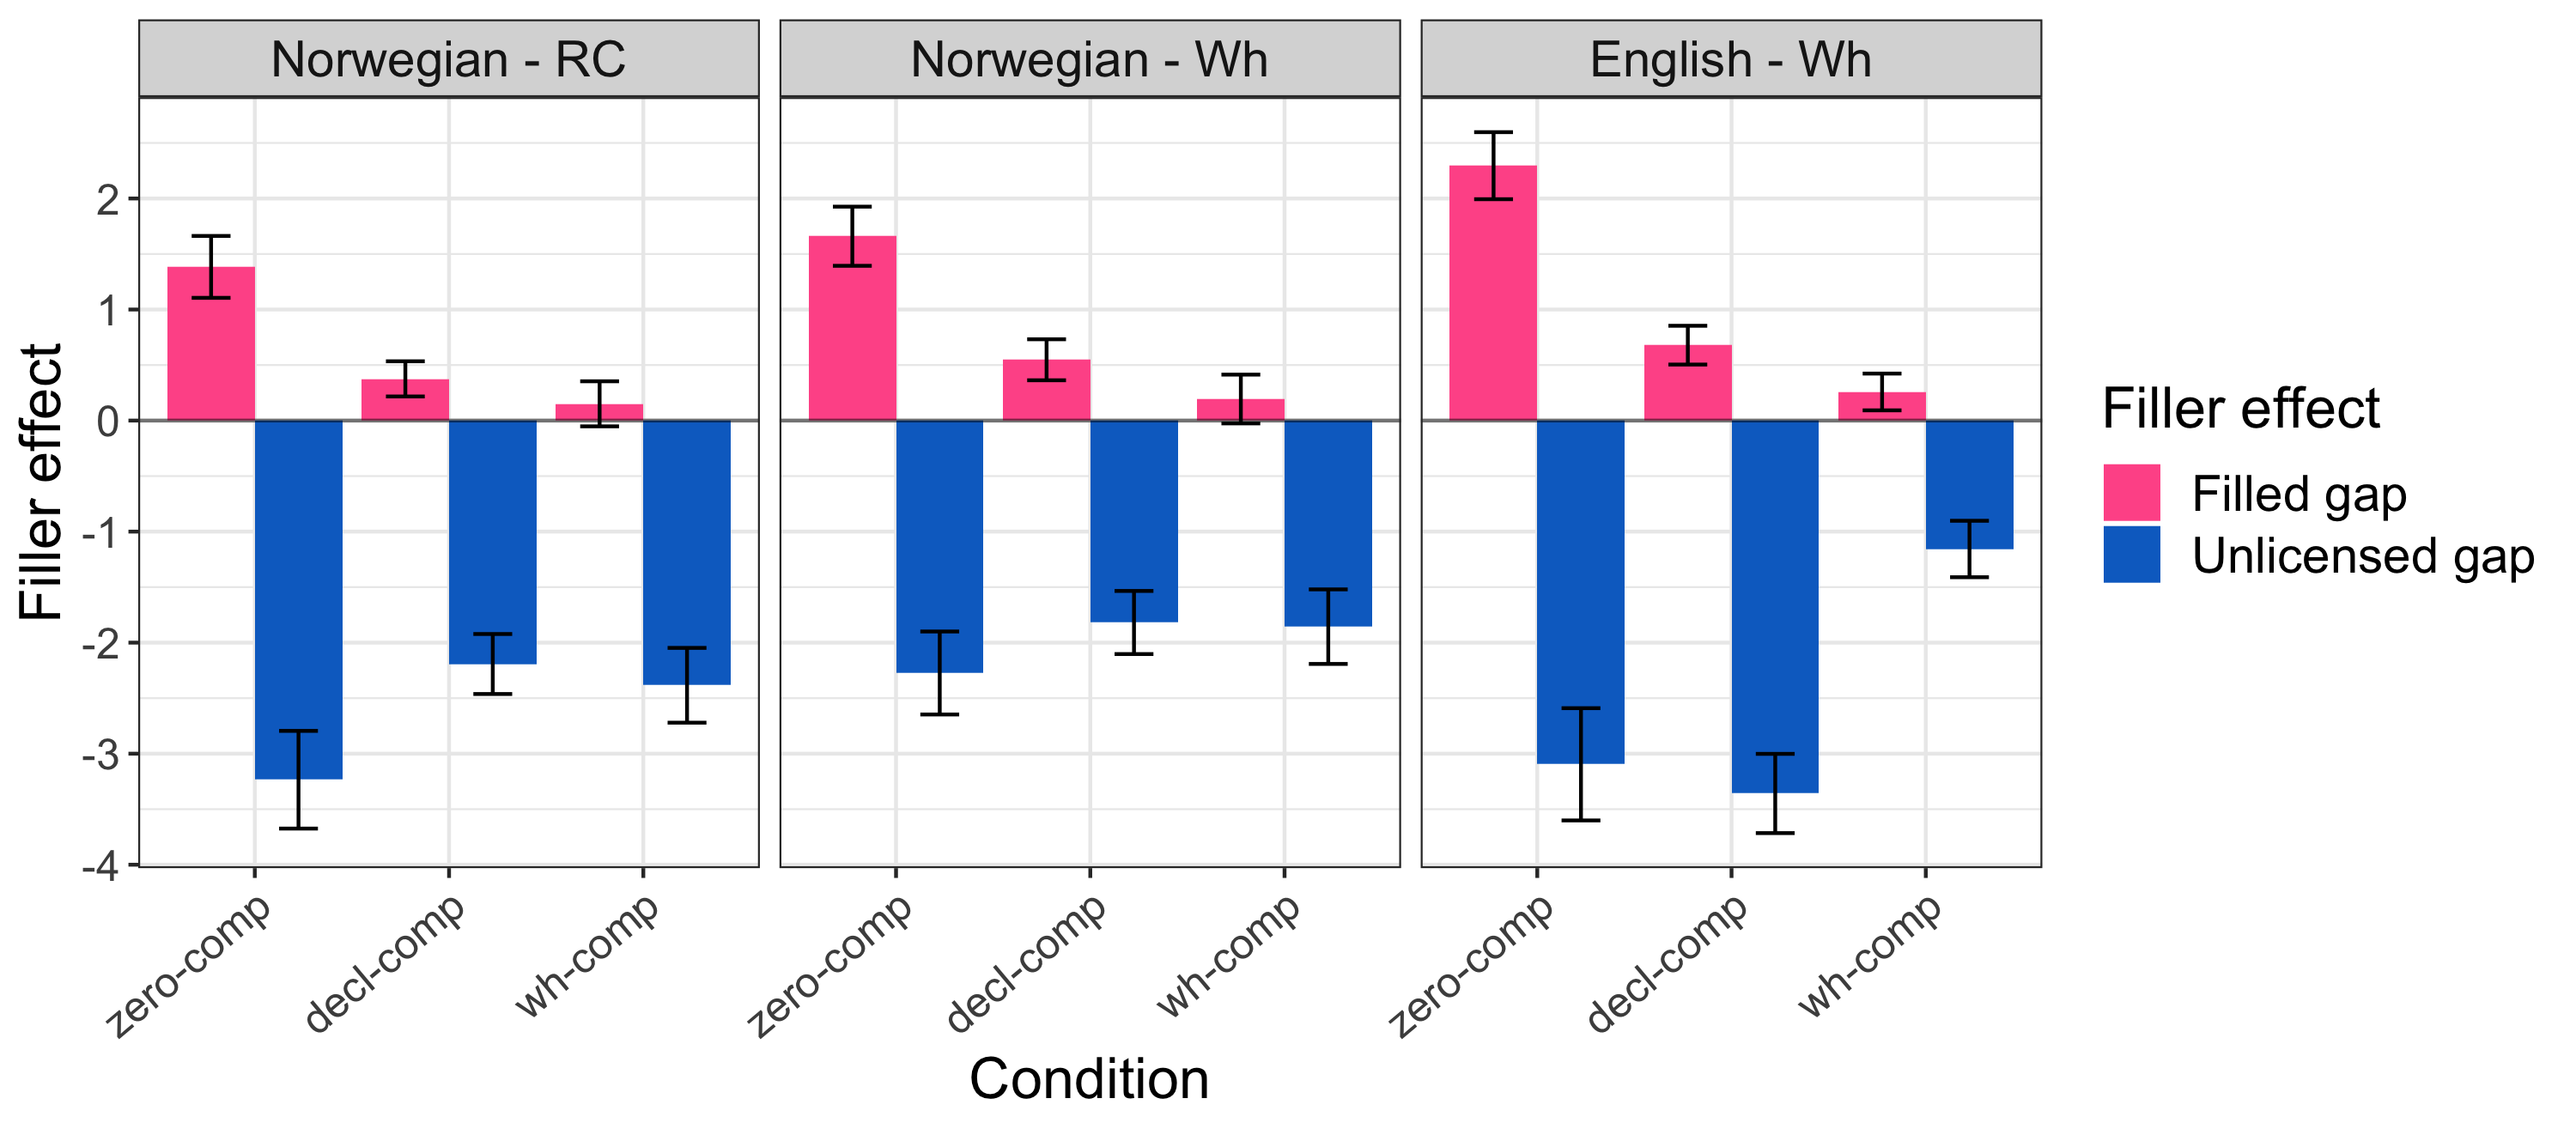 Norwegian - RC
Norwegian - Wh
English - Wh
Filler effect
2
1
0
-1
-2
-3
-4
zero-comp
decl-comp
wh-comp
zero-comp
decl-comp
wh-comp
zero-comp
decl-comp
wh-comp
Condition
Filler effect
Filled gap
Unlicensed gap